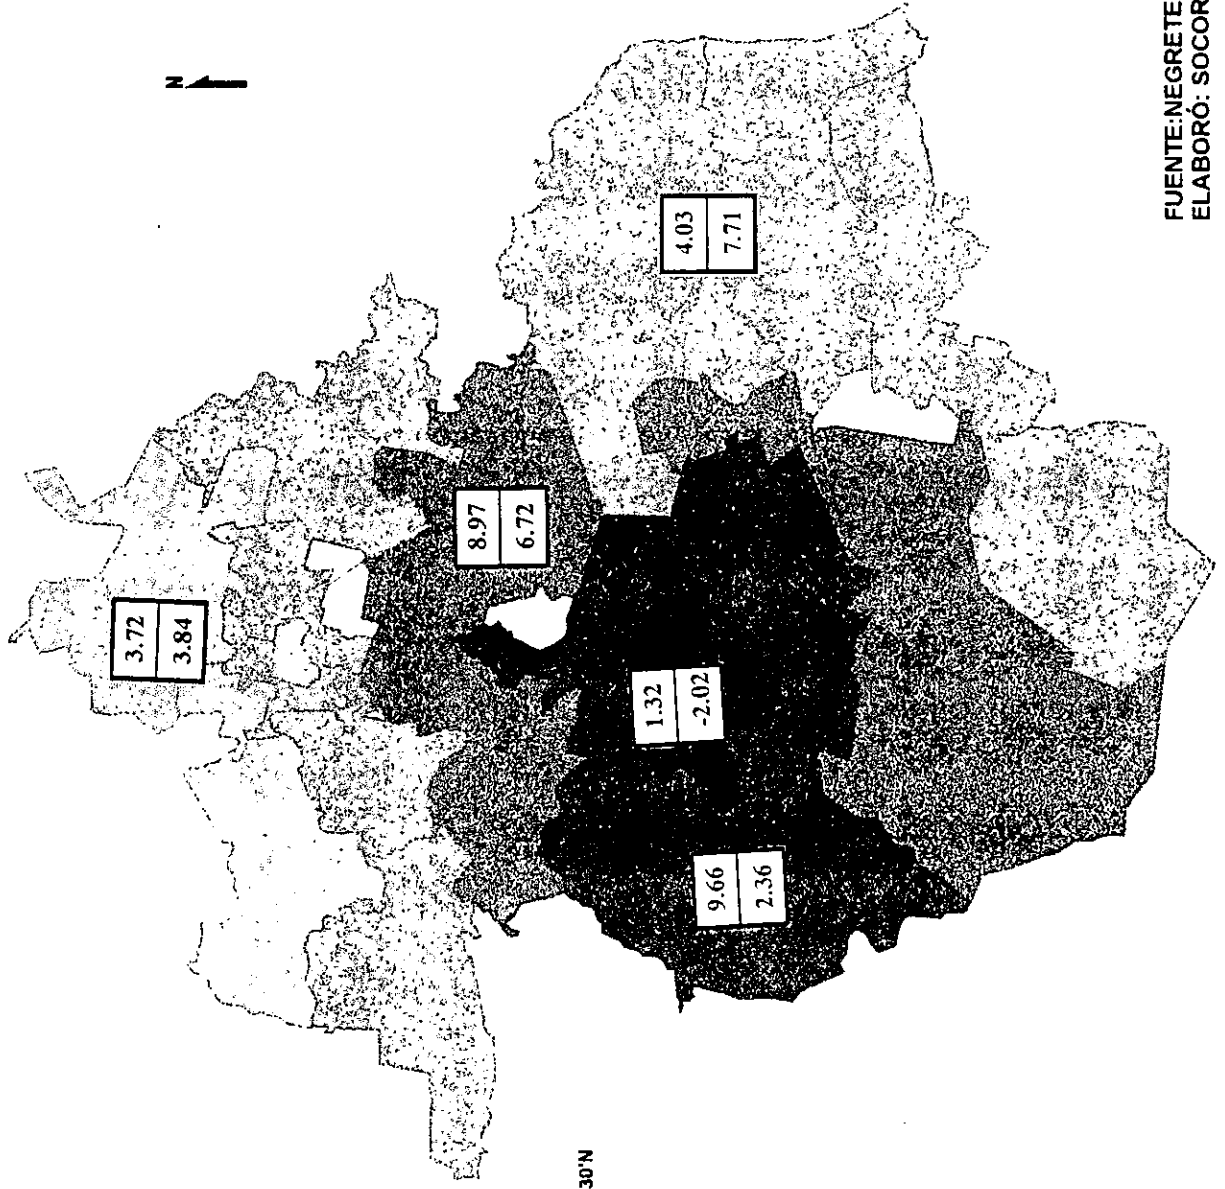 N
3.72
3.84
8.97
6.72
4.03
7.71
1.32
-2.02
9.66
2.36
30'N
FUENTE:NEGRETE
ELABORÓ: SOCOR